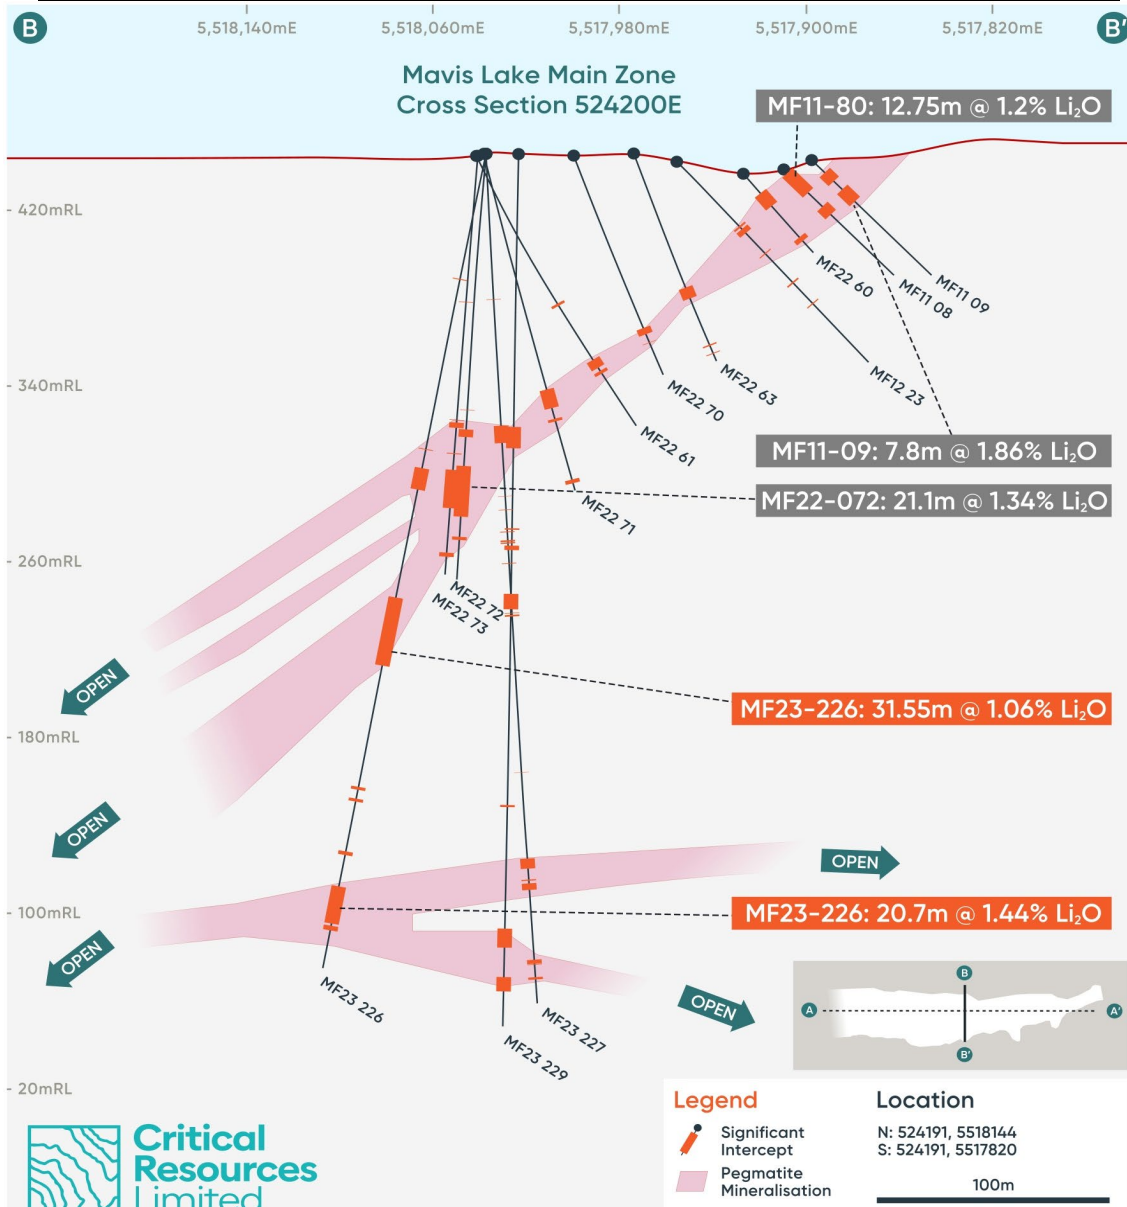 B
5,518,140mE
5,518,060mE
5,517,980mE
5,517,900mE
5,517,820mE
B'
Mavis Lake Main Zone
Cross Section 524200E
MF11-80: 12.75m @ 1.2% Li₂O
420mRL
MF22 60
MF11 08
MF11 09
340mRL
MF12 23
MF22 63
MF22 70
MF22 61
MF11-09: 7.8m @ 1.86% Li₂O
MF22-072: 21.1m @ 1.34% Li₂O
MF22 71
260mRL
MF22 72
MF22 73
OPEN
MF23-226: 31.55m @ 1.06% Li₂O
180mRL
OPEN
OPEN
100mRL
MF23-226: 20.7m @ 1.44% Li₂O
OPEN
MF23 226
OPEN
MF23 227
MF23 229
B
A
A'
B'
20mRL
Legend
Significant
Intercept
Pegmatite
Mineralisation
Location
N: 524191, 5518144
S: 524191, 5517820
100m
Critical
Resources
Limited